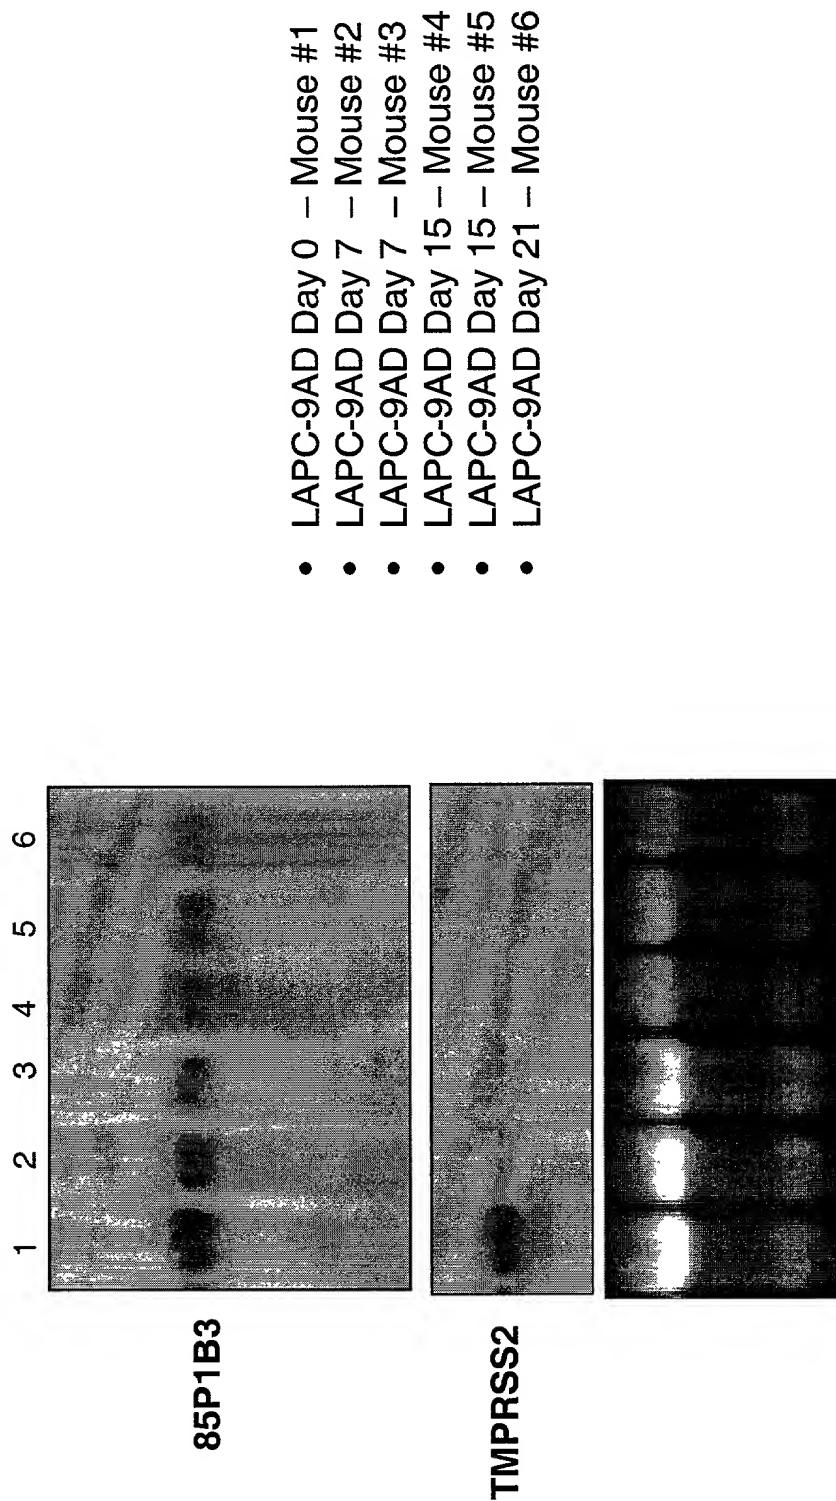 1 2 3 4 5 6
85P1B3
TMPRSS2
• LAPC-9AD Day 0 – Mouse #1
• LAPC-9AD Day 7 – Mouse #2
• LAPC-9AD Day 7 – Mouse #3
• LAPC-9AD Day 15 – Mouse #4
• LAPC-9AD Day 15 – Mouse #5
• LAPC-9AD Day 21 – Mouse #6